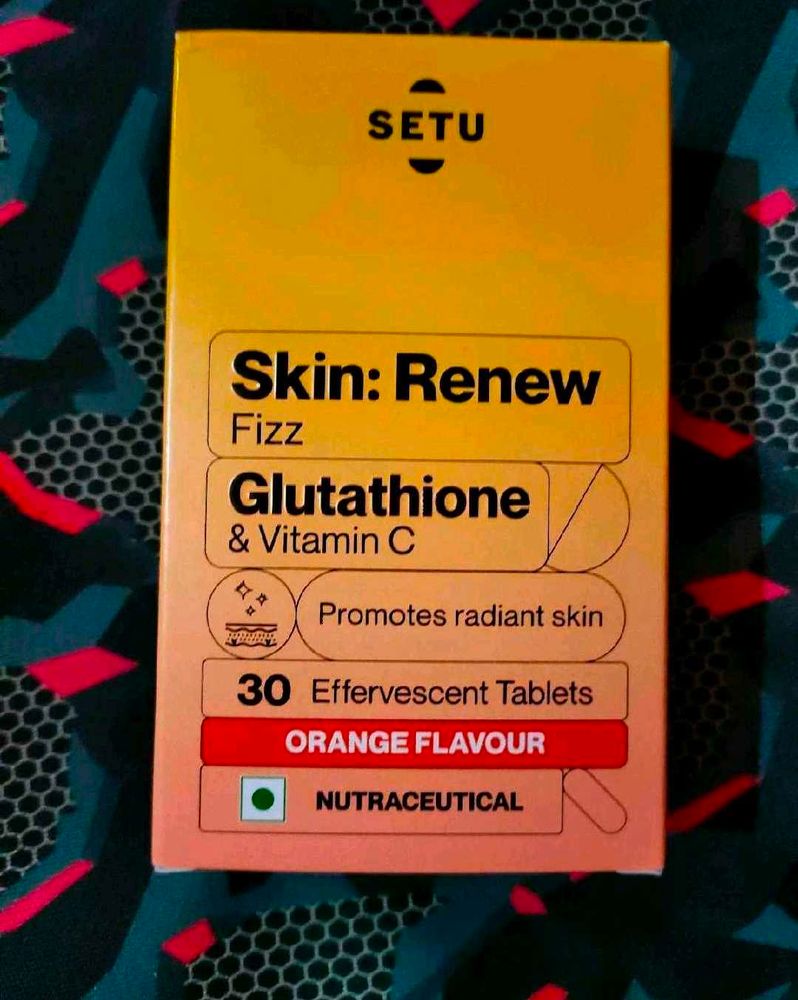 SETU
Skin: Renew
Fizz
Glutathione
& Vitamin C
Promotes radiant skin
30 Effervescent Tablets
ORANGE FLAVOUR
NUTRACEUTICAL